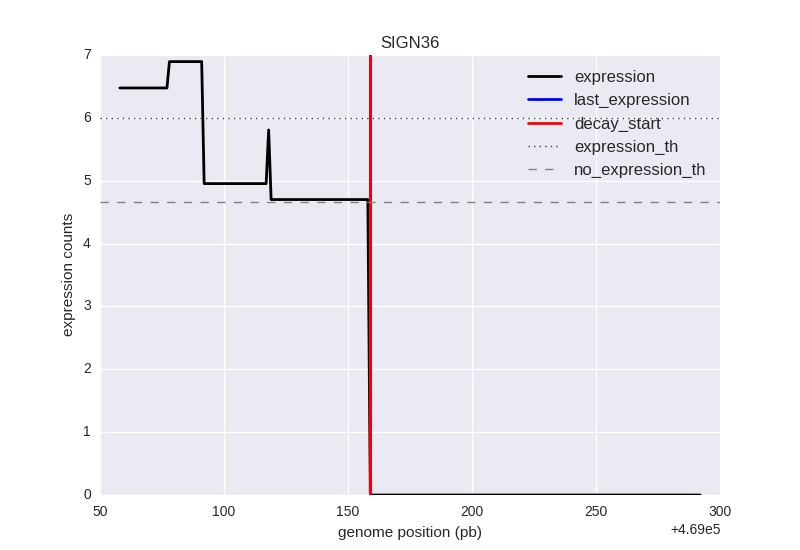 SIGN36
7
6
5
4
3
2
1
0
expression counts
expression
last_expression
decay_start
expression_th
no_expression_th
50 100 150 200 250 300
genome position (pb)
+4.69e5